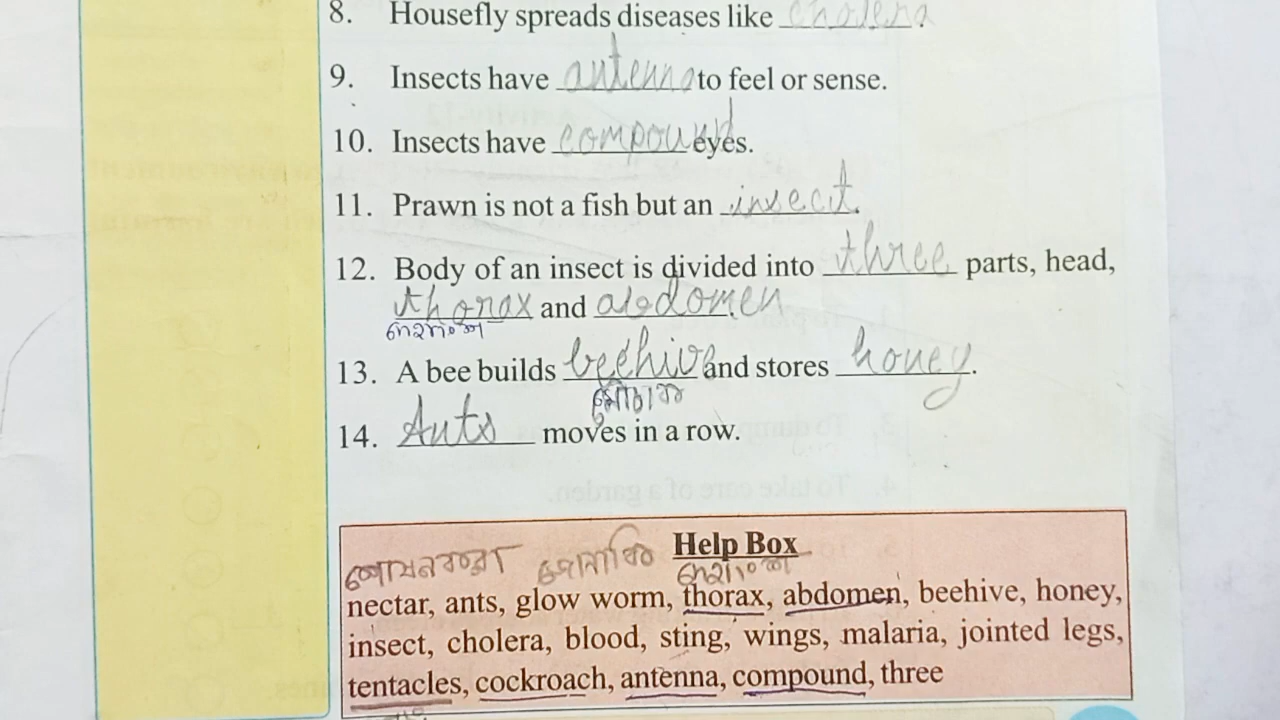 8. Housefly spreads diseases like cholera.
9. Insects have antenna to feel or sense.
10. Insects have compound eyes.
11. Prawn is not a fish but an insect.
12. Body of an insect is divided into three parts, head,
thorax and abdomen
13. A bee builds beehive and stores honey.
মৌচাক
14. Ants moves in a row.
জোনাকি Help Box
nectar, ants, glow worm, thorax, abdomen, beehive, honey,
insect, cholera, blood, sting, wings, malaria, jointed legs,
tentacles, cockroach, antenna, compound, three